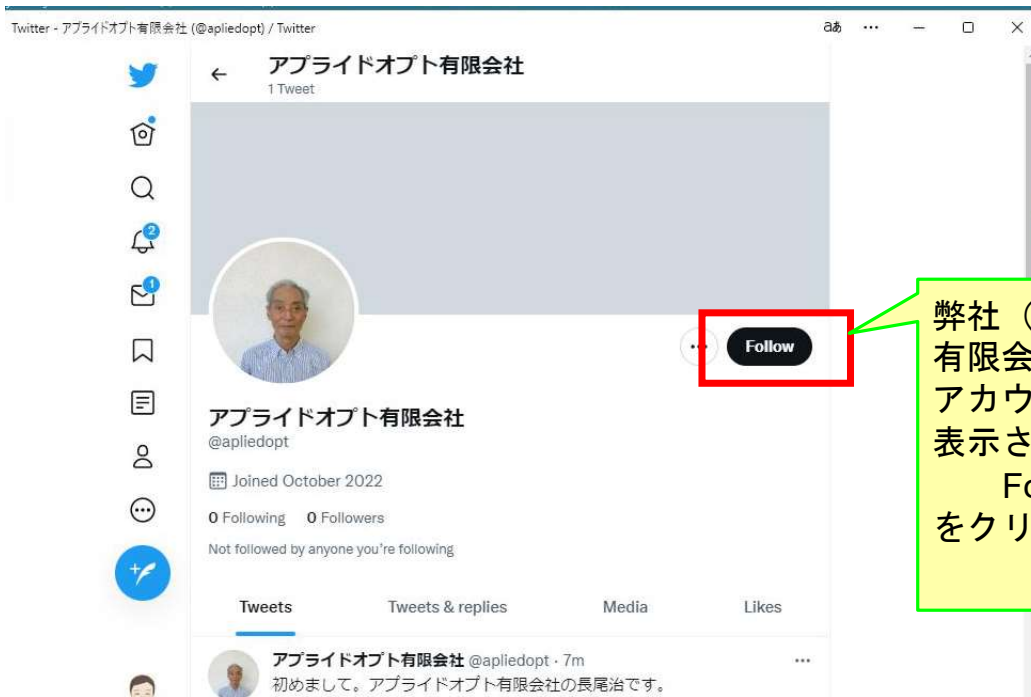 Twitter - アプライドオプト有限会社 (@apliedopt) / Twitter
aあ
アプライドオプト有限会社
1 Tweet
2
1
Follow
弊社（
有限会
アカウ
表示さ
Fo
をクリ
アプライドオプト有限会社
@apliedopt
Joined October 2022
0 Following 0 Followers
Not followed by anyone you're following
Tweets Tweets & replies Media Likes
アプライドオプト有限会社 @apliedopt · 7m
初めまして。アプライドオプト有限会社の長尾治です。